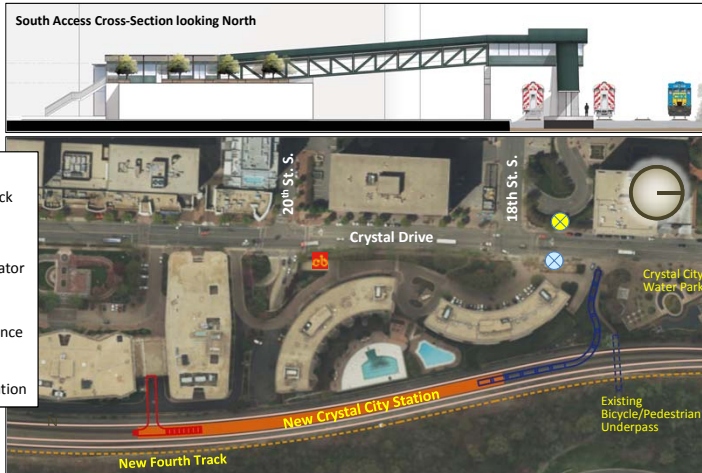 South Access Cross-Section looking North
ck
ator
nce
tion
20th St. S.
18th St. S.
Crystal Drive
cb
Crystal City
Water Park
New Crystal City Station
Existing
Bicycle/Pedestrian
Underpass
New Fourth Track